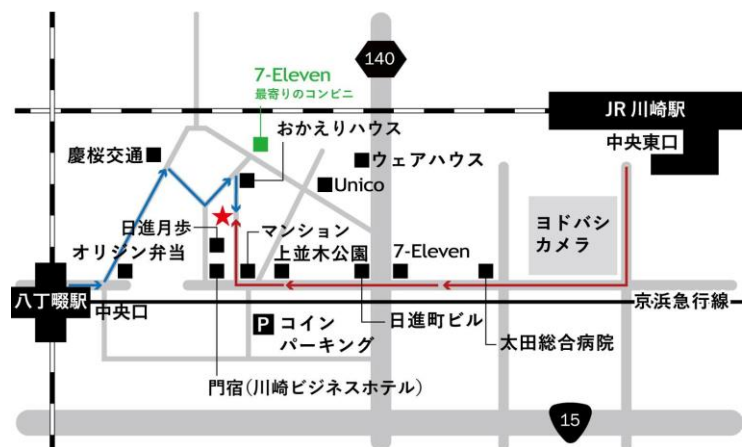 140
7-Eleven
最寄りのコンビニ
JR 川崎駅
中央東口
おかえりハウス
慶桜交通
ウェアハウス
Unico
日進月歩
マンション
ヨドバシ
カメラ
オリジン弁当
上並木公園
7-Eleven
八丁畷駅
中央口
京浜急行線
P
コイン
パーキング
日進町ビル
太田総合病院
門宿(川崎ビジネスホテル)
15